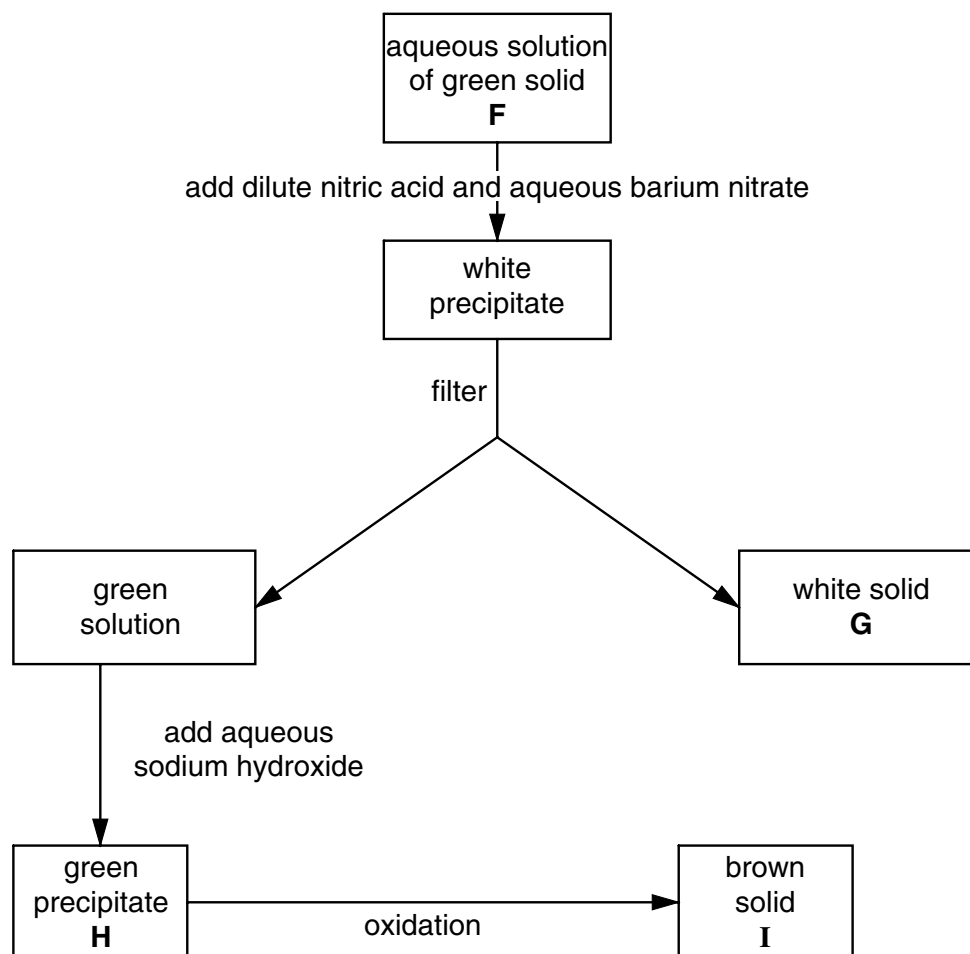 aqueous solution
of green solid
F
add dilute nitric acid and aqueous barium nitrate
white
precipitate
filter
green
solution
white solid
G
add aqueous
sodium hydroxide
green
precipitate
H
oxidation
brown
solid
I